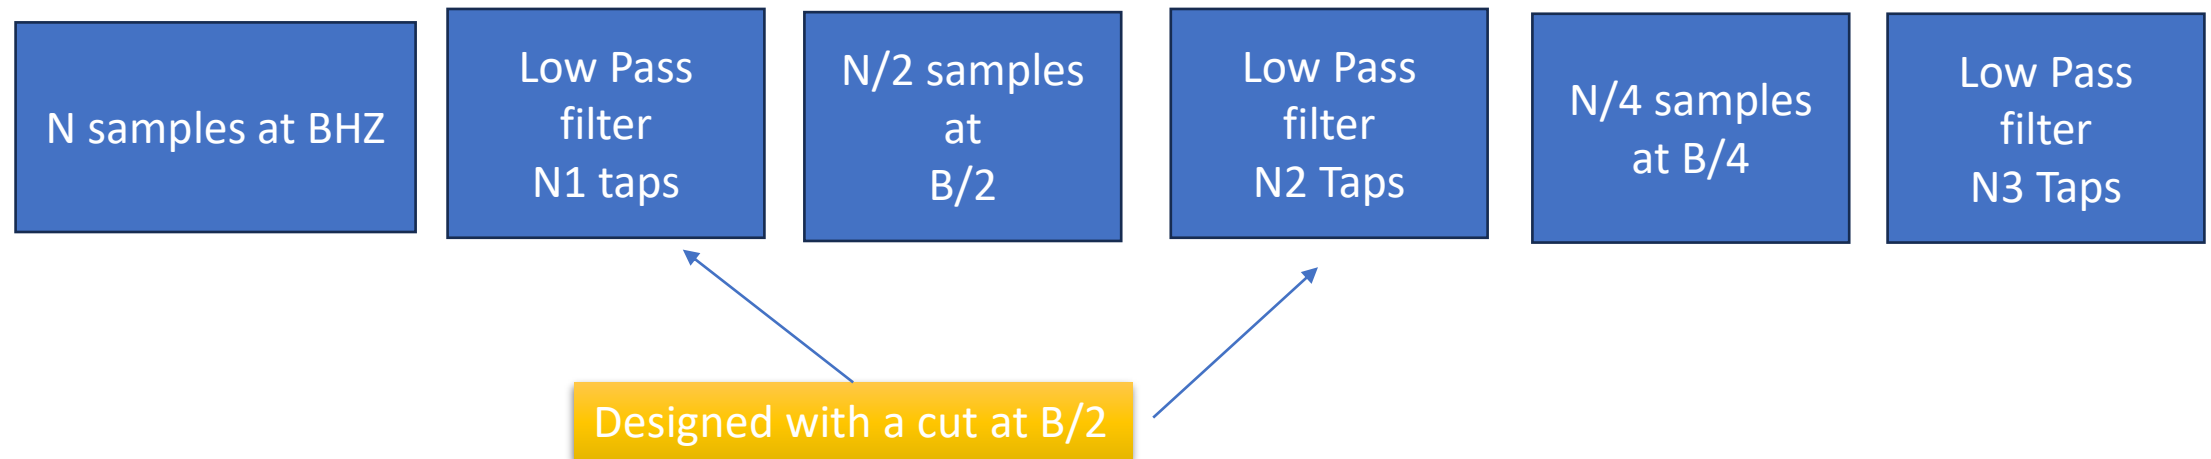 N samples at BHZ
Low Pass
filter
N1 taps
N/2 samples
at
B/2
Low Pass
filter
N2 Taps
N/4 samples
at B/4
Low Pass
filter
N3 Taps
Designed with a cut at B/2